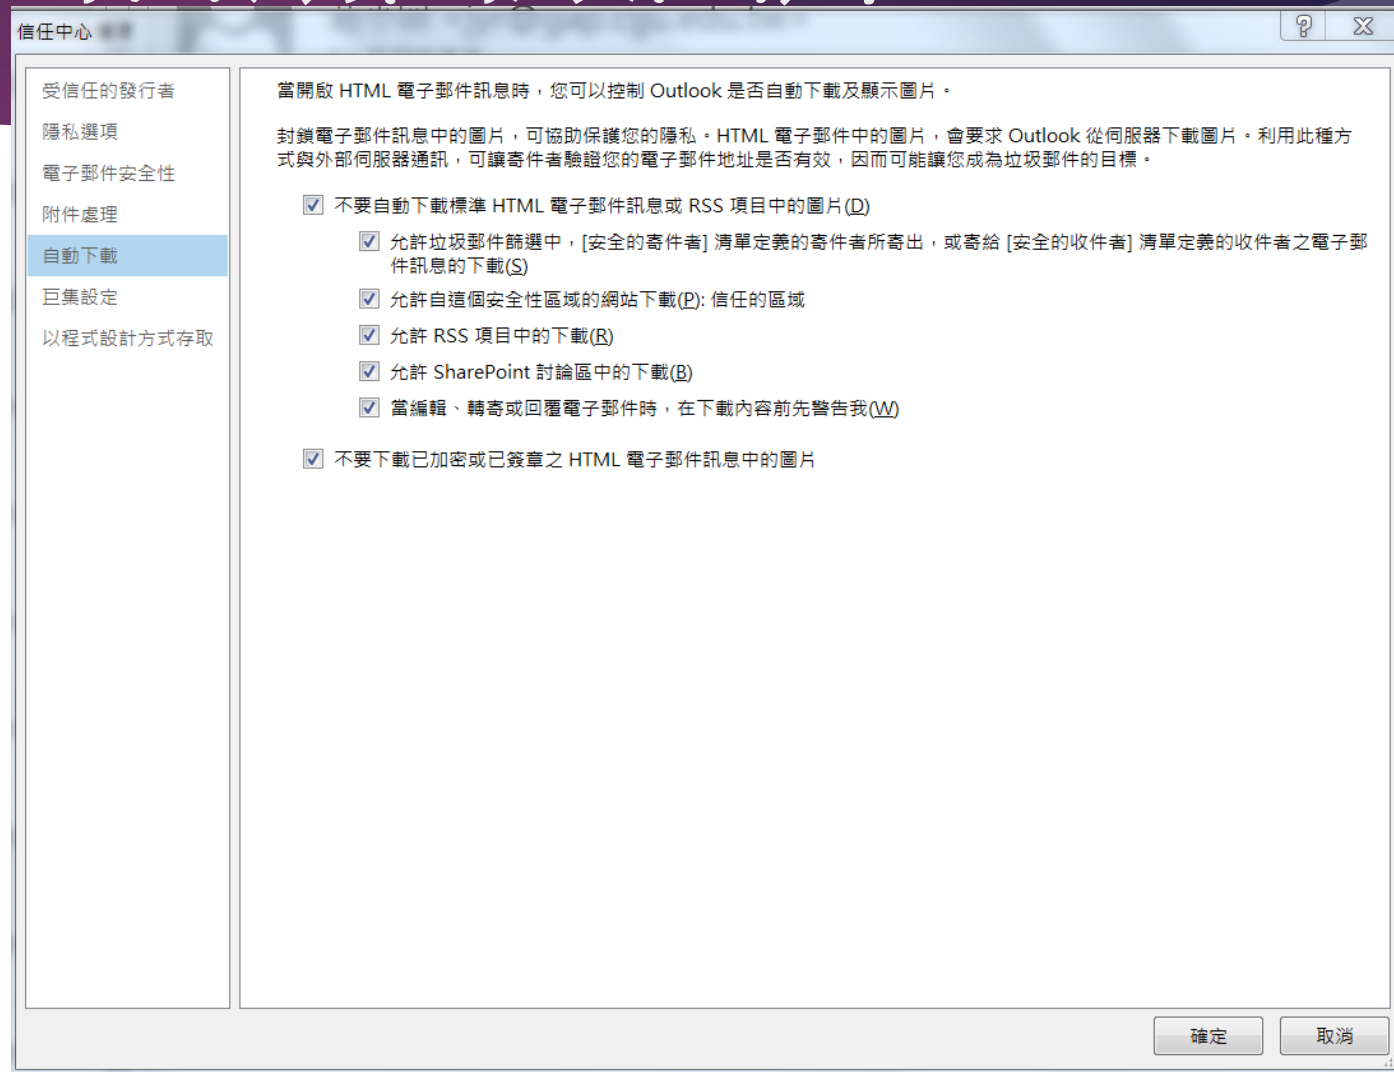 信任中心
受信任的發行者
隱私選項
電子郵件安全性
附件處理
自動下載
巨集設定
以程式設計方式存取
當開啟 HTML 電子郵件訊息時，您可以控制 Outlook 是否自動下載及顯示圖片。
封鎖電子郵件訊息中的圖片，可協助保護您的隱私。HTML 電子郵件中的圖片，會要求 Outlook 從伺服器下載圖片。利用此種方
式與外部伺服器通訊，可讓寄件者驗證您的電子郵件地址是否有效，因而可能讓您成為垃圾郵件的目標。
不要自動下載標準 HTML 電子郵件訊息或 RSS 項目中的圖片(D)
允許垃圾郵件篩選中，[安全的寄件者] 清單定義的寄件者所寄出，或寄給 [安全的收件者] 清單定義的收件者之電子郵
件訊息的下載(S)
允許自這個安全性區域的網站下載(P): 信任的區域
允許 RSS 項目中的下載(R)
允許 SharePoint 討論區中的下載(B)
當編輯、轉寄或回覆電子郵件時，在下載內容前先警告我(W)
不要下載已加密或已簽章之 HTML 電子郵件訊息中的圖片
確定
取消